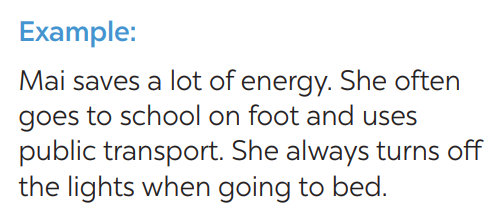 Example:
Mai saves a lot of energy. She often
goes to school on foot and uses
public transport. She always turns off
the lights when going to bed.